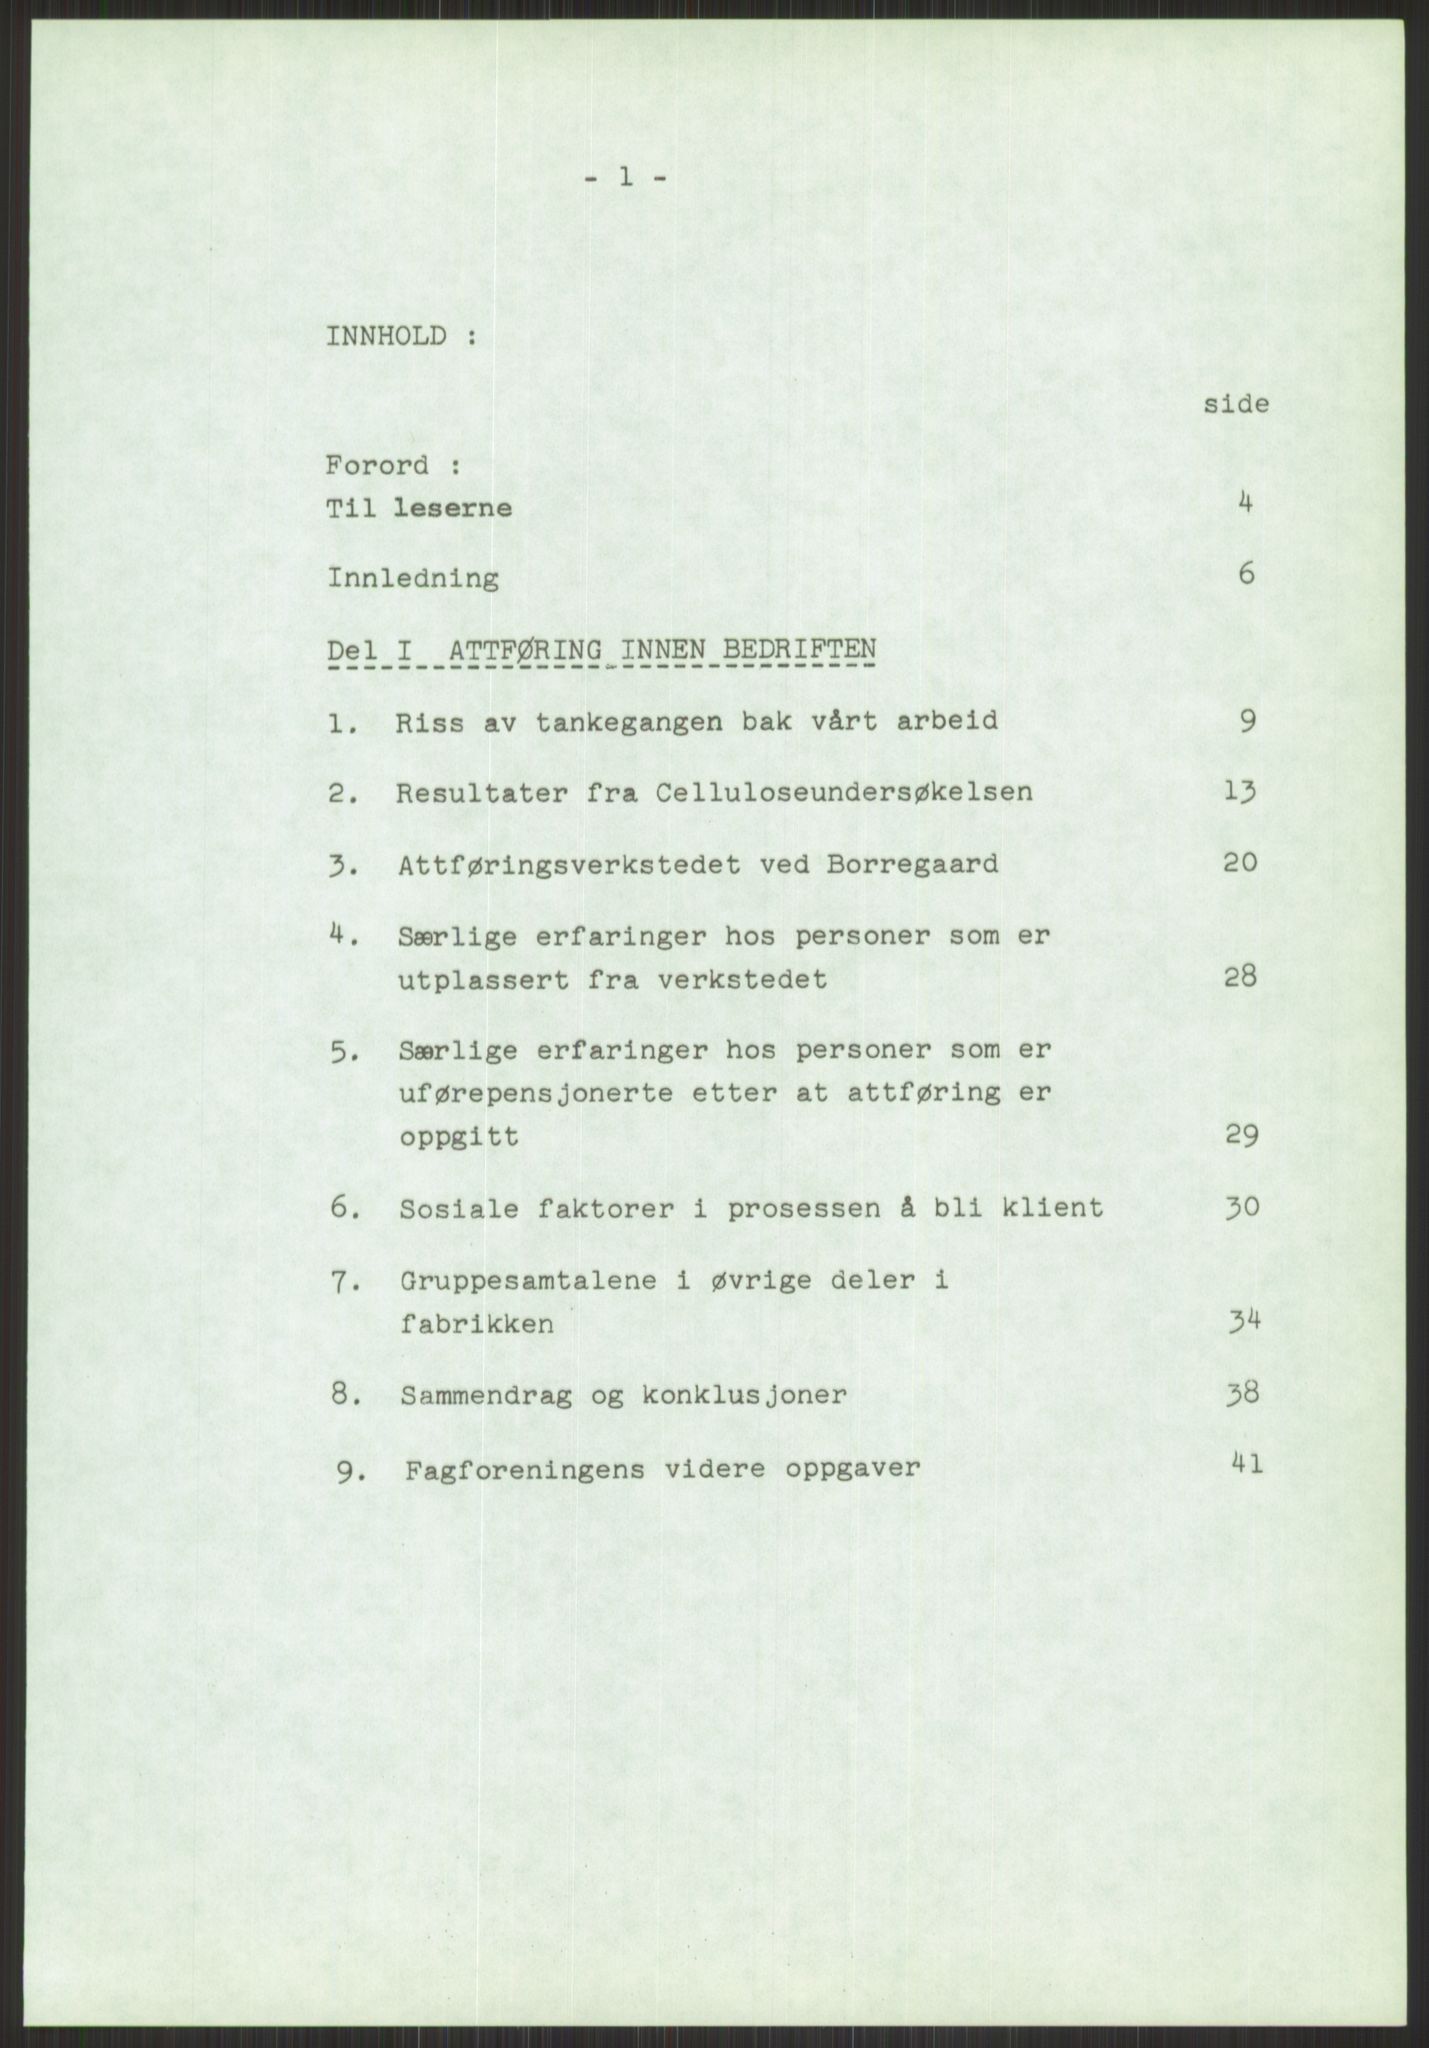 - 1 -
INNHOLD :
side
Forord :
Til leserne 4
Innledning 6
Del I ATTFØRING INNEN BEDRIFTEN
1. Riss av tankegangen bak vårt arbeid 9
2. Resultater fra Celluloseundersøkelsen 13
3. Attføringsverkstedet ved Borregaard 20
4. Særlige erfaringer hos personer som er
utplassert fra verkstedet 28
5. Særlige erfaringer hos personer som er
uførepensjonerte etter at attføring er
oppgitt 29
6. Sosiale faktorer i prosessen å bli klient 30
7. Gruppesamtalene i øvrige deler i
fabrikken 34
8. Sammendrag og konklusjoner 38
9. Fagforeningens videre oppgaver 41